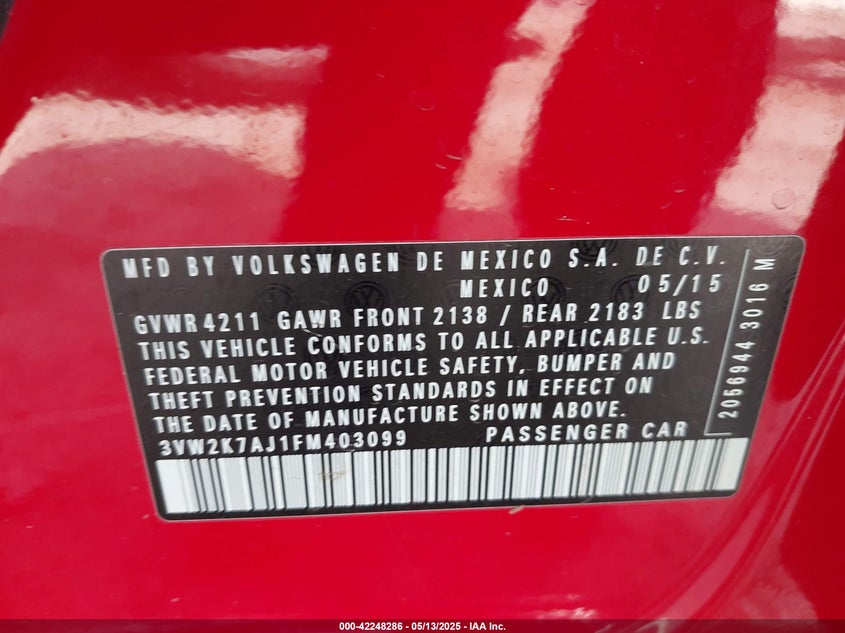 MFD BY VOLKSWAGEN DE MEXICO S.A. DE C.V.
MEXICO 05/15
GVWR 4211 GAWR FRONT 2138 / REAR 2183 LBS
THIS VEHICLE CONFORMS TO ALL APPLICABLE U.S.
FEDERAL MOTOR VEHICLE SAFETY, BUMPER AND
THEFT PREVENTION STANDARDS IN EFFECT ON
THE DATE OF MANUFACTURE SHOWN ABOVE.
3VW2K7AJ1FM403099 PASSENGER CAR
2056944 3016 M
000-42248286 - 05/13/2025 - IAA Inc.